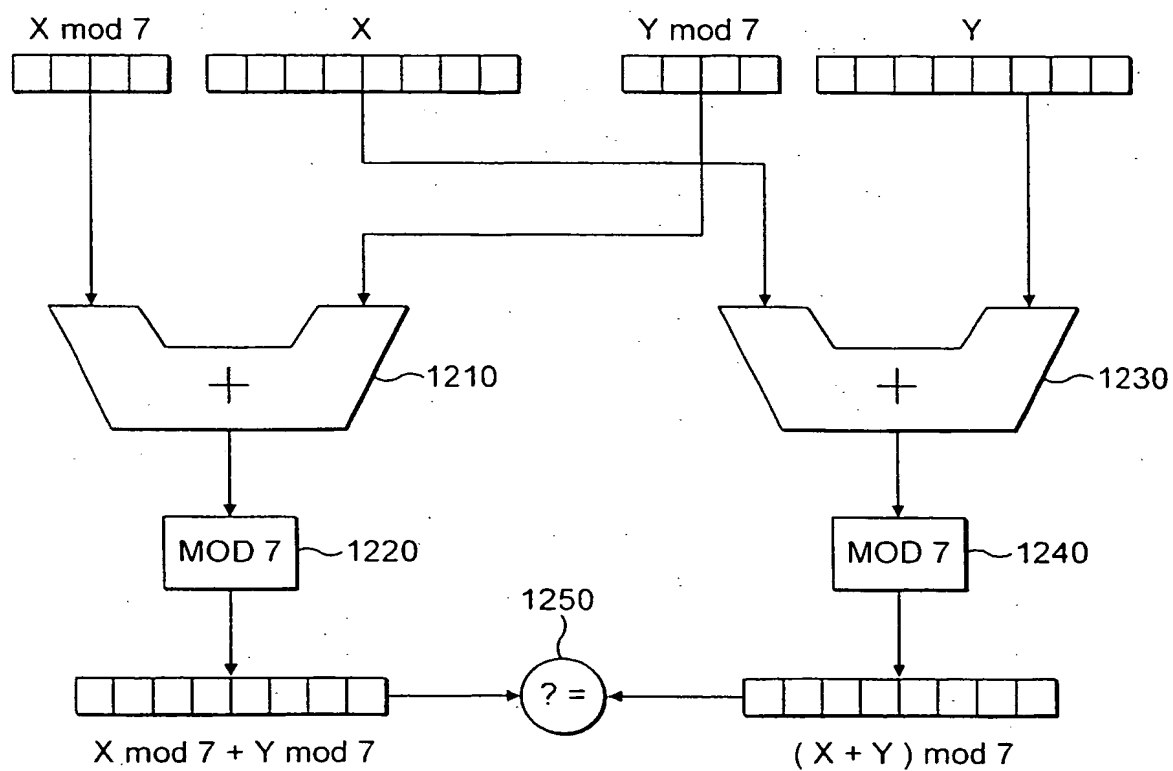 X mod 7
X
Y mod 7
Y
+
1210
+
1230
MOD 7
1220
MOD 7
1240
1250
? =
X mod 7 + Y mod 7
( X + Y ) mod 7